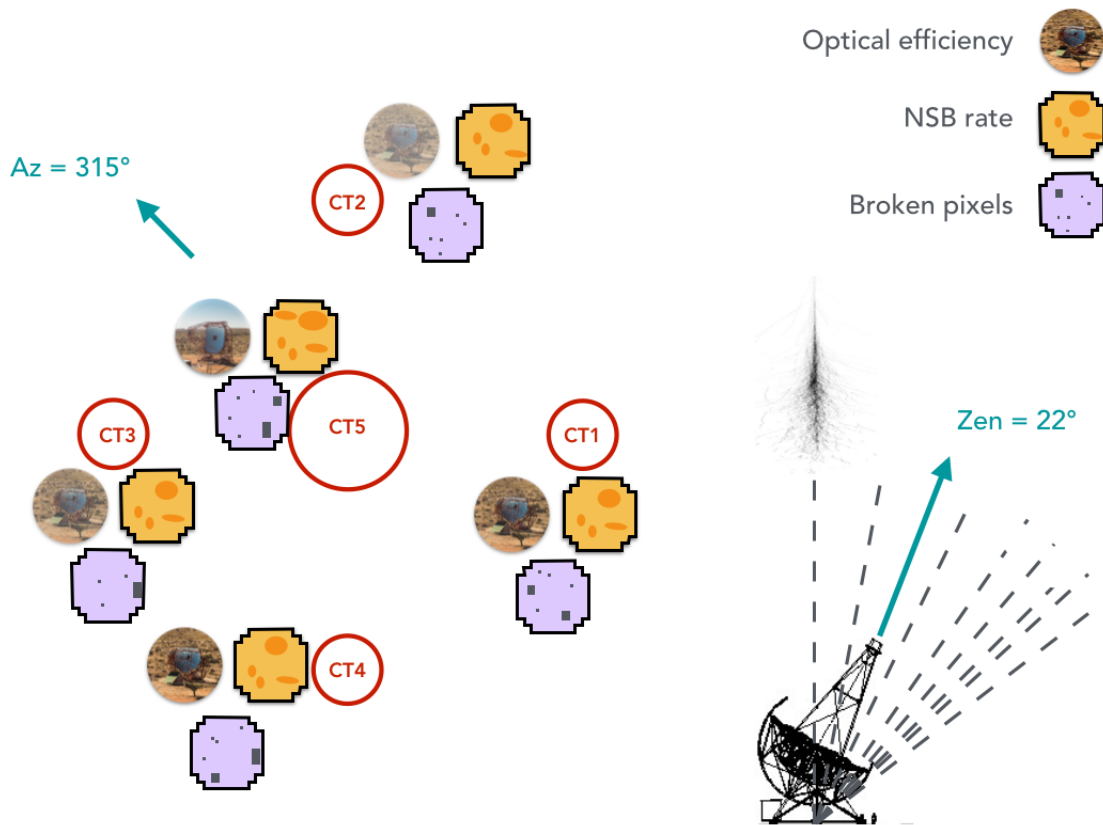 Optical efficiency
NSB rate
Broken pixels
Az = 315°
CT2
CT5
CT3
CT1
CT4
Zen = 22°